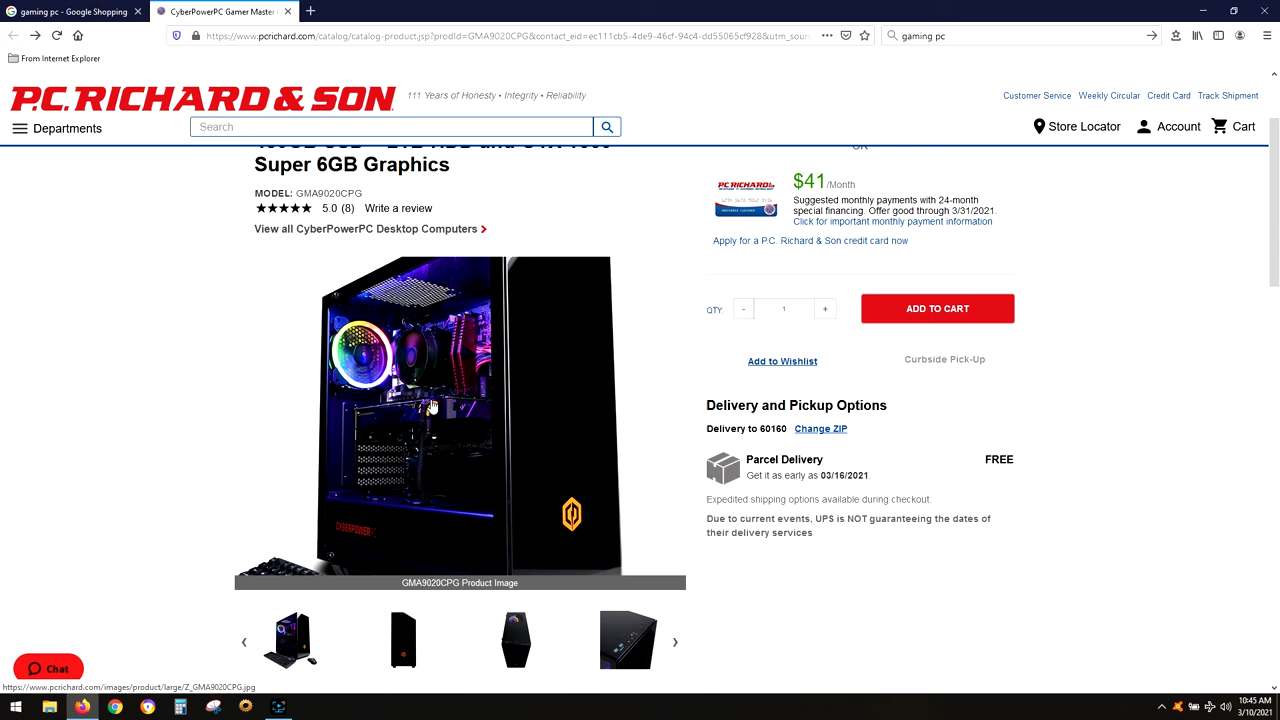 gaming pc - Google Shopping
CyberPowerPC Gamer Master
https://www.pcrichard.com/catalog/catalog-product.jsp?prodId=GMA9020CPG&contact_eid=ec111cb5-4de9-46cf-94c4-dd55065cf928&utm_sour
gaming pc
From Internet Explorer
P.C. RICHARD & SON
111 Years of Honesty • Integrity • Reliability
Customer Service Weekly Circular Credit Card Track Shipment
Departments
Search
Store Locator Account Cart
Super 6GB Graphics
MODEL: GMA9020CPG
5.0 (8) Write a review
View all CyberPowerPC Desktop Computers
OR
$41 /Month
Suggested monthly payments with 24-month
special financing. Offer good through 3/31/2021.
Click for important monthly payment information
Apply for a P.C. Richard & Son credit card now
QTY: - 1 +
ADD TO CART
Add to Wishlist
Curbside Pick-Up
Delivery and Pickup Options
Delivery to 60160 Change ZIP
Parcel Delivery FREE
Get it as early as 03/16/2021.
Expedited shipping options available during checkout.
Due to current events, UPS is NOT guaranteeing the dates of
their delivery services
CYBERPOWERPC
GMA9020CPG Product Image
Chat
https://www.pcrichard.com/images/product/large/Z_GMA9020CPG.jpg
10:45 AM
3/10/2021